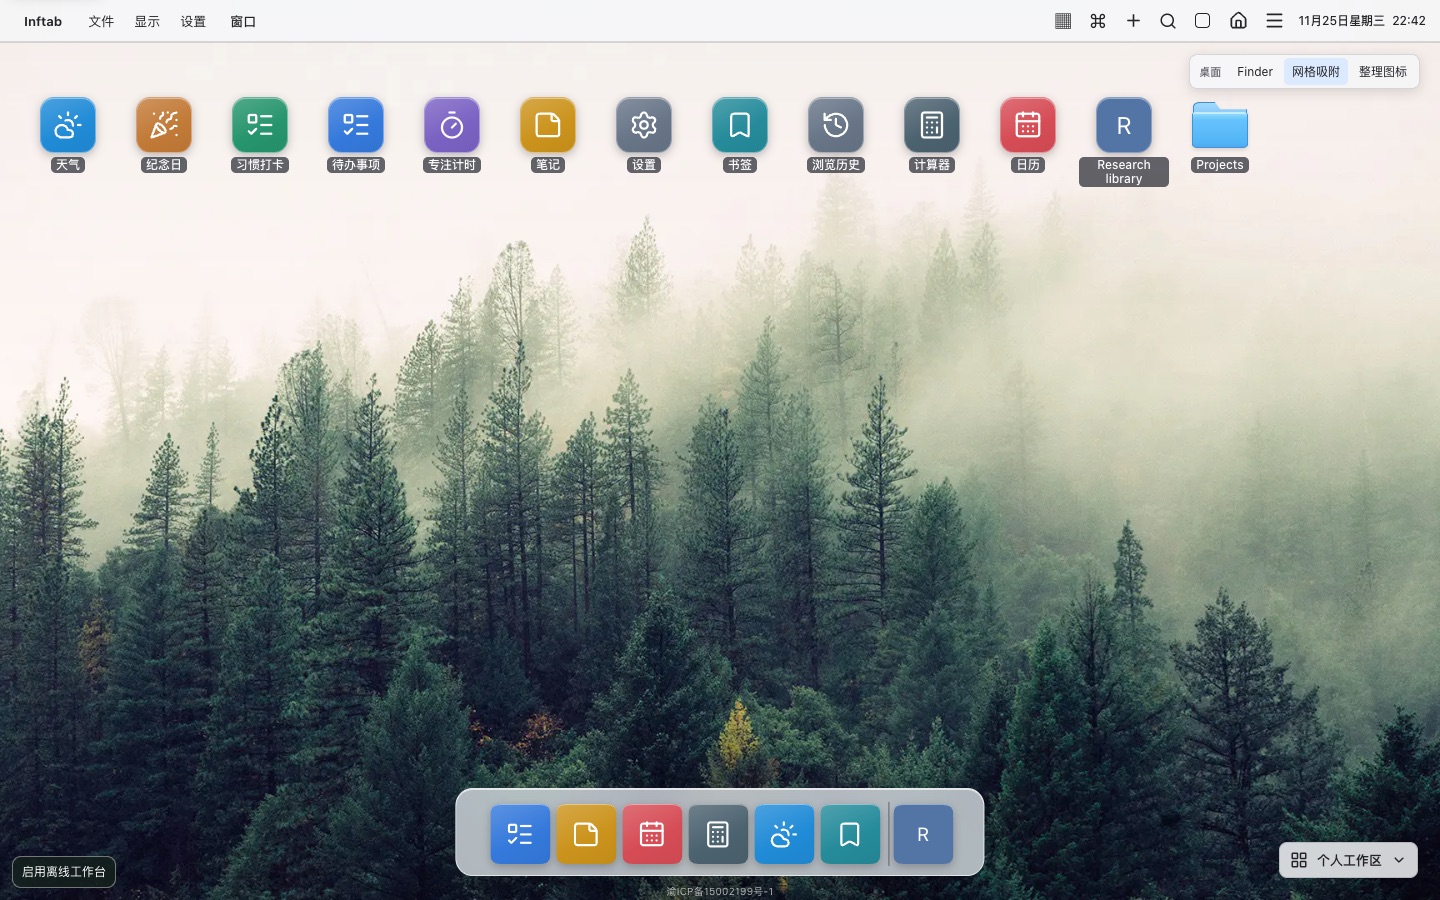 Inftab 文件 显示 设置 窗口 11月25日星期三 22:42
桌面 Finder 网格吸附 整理图标
天气 纪念日 习惯打卡 待办事项 专注计时 笔记 设置 书签 浏览历史 计算器 日历 Research library Projects
R
R
启用离线工作台
个人工作区
渝ICP备15002199号-1